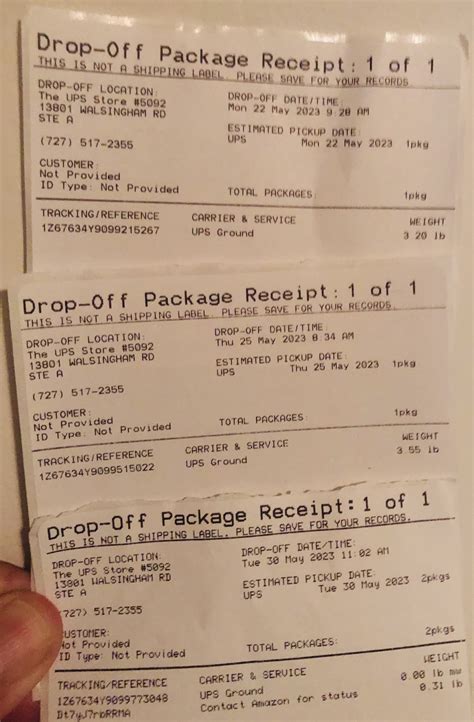 Drop-Off Package Receipt: 1 of 1
THIS IS NOT A SHIPPING LABEL. PLEASE SAVE FOR YOUR RECORDS.
DROP-OFF LOCATION: DROP-OFF DATE/TIME:
The UPS Store #5092 Mon 22 May 2023 9:28 AM
13801 WALSINGHAM RD
STE A ESTIMATED PICKUP DATE:
(727) 517-2355 UPS Mon 22 May 2023 1pkg
CUSTOMER:
Not Provided
ID Type: Not Provided TOTAL PACKAGES: 1pkg
TRACKING/REFERENCE CARRIER & SERVICE WEIGHT
1Z67634Y9099215267 UPS Ground 3.20 lb
Drop-Off Package Receipt: 1 of 1
THIS IS NOT A SHIPPING LABEL. PLEASE SAVE FOR YOUR RECORDS.
DROP-OFF LOCATION: DROP-OFF DATE/TIME:
The UPS Store #5092 Thu 25 May 2023 8:34 AM
13801 WALSINGHAM RD ESTIMATED PICKUP DATE:
STE A UPS Thu 25 May 2023 1pkg
(727) 517-2355
CUSTOMER:
Not Provided
ID Type: Not Provided TOTAL PACKAGES: 1pkg
TRACKING/REFERENCE CARRIER & SERVICE WEIGHT
1Z67634Y9099515022 UPS Ground 3.55 lb
Drop-Off Package Receipt: 1 of 1
THIS IS NOT A SHIPPING LABEL. PLEASE SAVE FOR YOUR RECORDS.
DROP-OFF LOCATION: DROP-OFF DATE/TIME:
The UPS Store #5092 Tue 30 May 2023 11:02 AM
13801 WALSINGHAM RD ESTIMATED PICKUP DATE:
STE A UPS Tue 30 May 2023 2pkgs
(727) 517-2355
CUSTOMER:
Not Provided
ID Type: Not Provided TOTAL PACKAGES: 2pkgs
TRACKING/REFERENCE CARRIER & SERVICE WEIGHT
1Z67634Y9099773048 UPS Ground 0.00 lb mw
Dt7yJ7rbRRMA Contact Amazon for status 0.31 lb